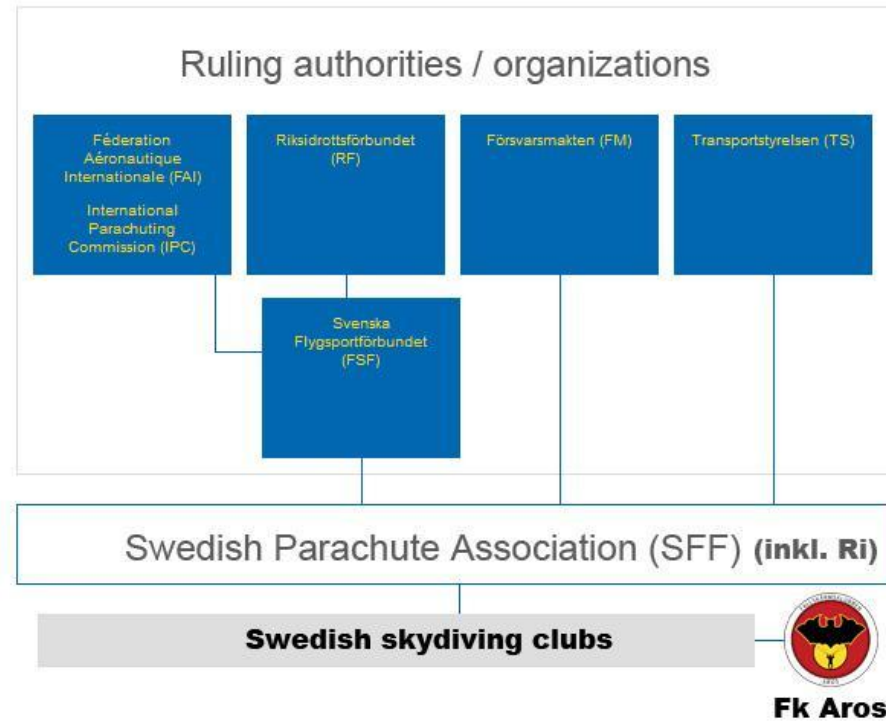 Ruling authorities / organizations
Féderation
Aéronautique
Internationale (FAI)
International
Parachuting
Commission (IPC)
Riksidrottsförbundet
(RF)
Försvarsmakten (FM)
Transportstyrelsen (TS)
Svenska
Flygsportförbundet
(FSF)
Swedish Parachute Association (SFF) (inkl. Ri)
Swedish skydiving clubs
Fk Aros